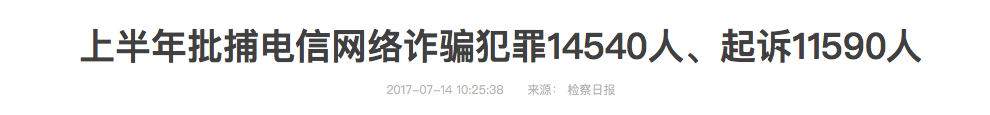 上半年批捕电信网络诈骗犯罪14540人、起诉11590人
2017-07-14 10:25:38 来源： 检察日报